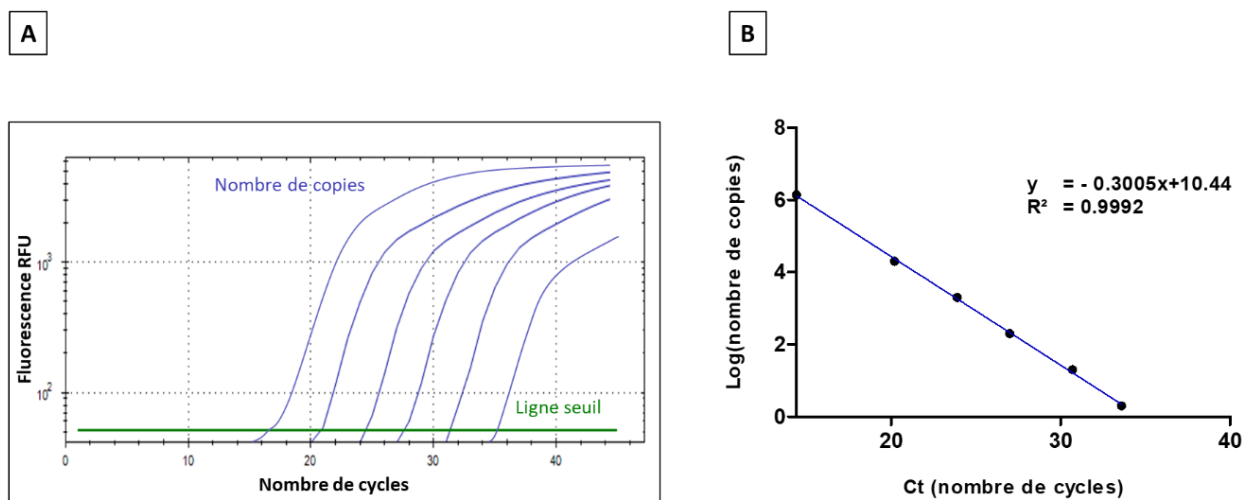 A
Nombre de copies
Fluorescence RFU
10³
10²
Ligne seuil
0
10
20
30
40
Nombre de cycles
B
8
6
4
2
0
Log(nombre de copies)
y = - 0.3005x+10.44
R² = 0.9992
20
30
40
Ct (nombre de cycles)